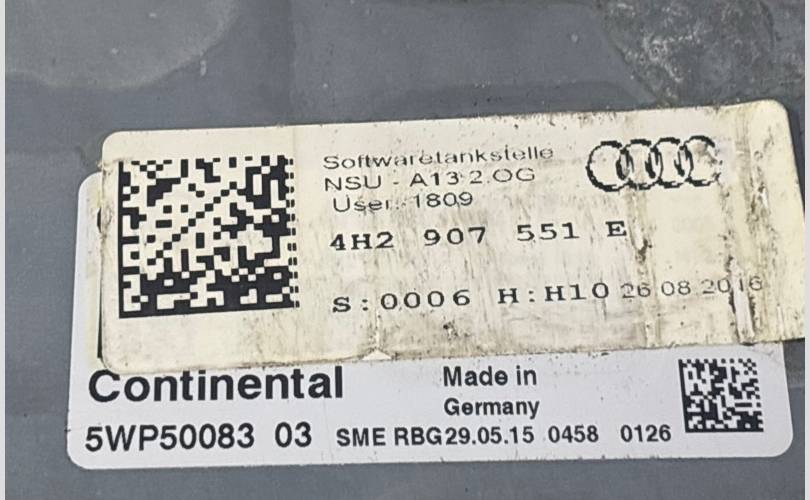 Softwaretankstelle
NSU - A13 2.OG
User: 1809
4H2 907 551 E
S:0006 H:H10 26 08 2016
Continental
Made in
Germany
5WP50083 03 SME RBG29.05.15 0458 0126